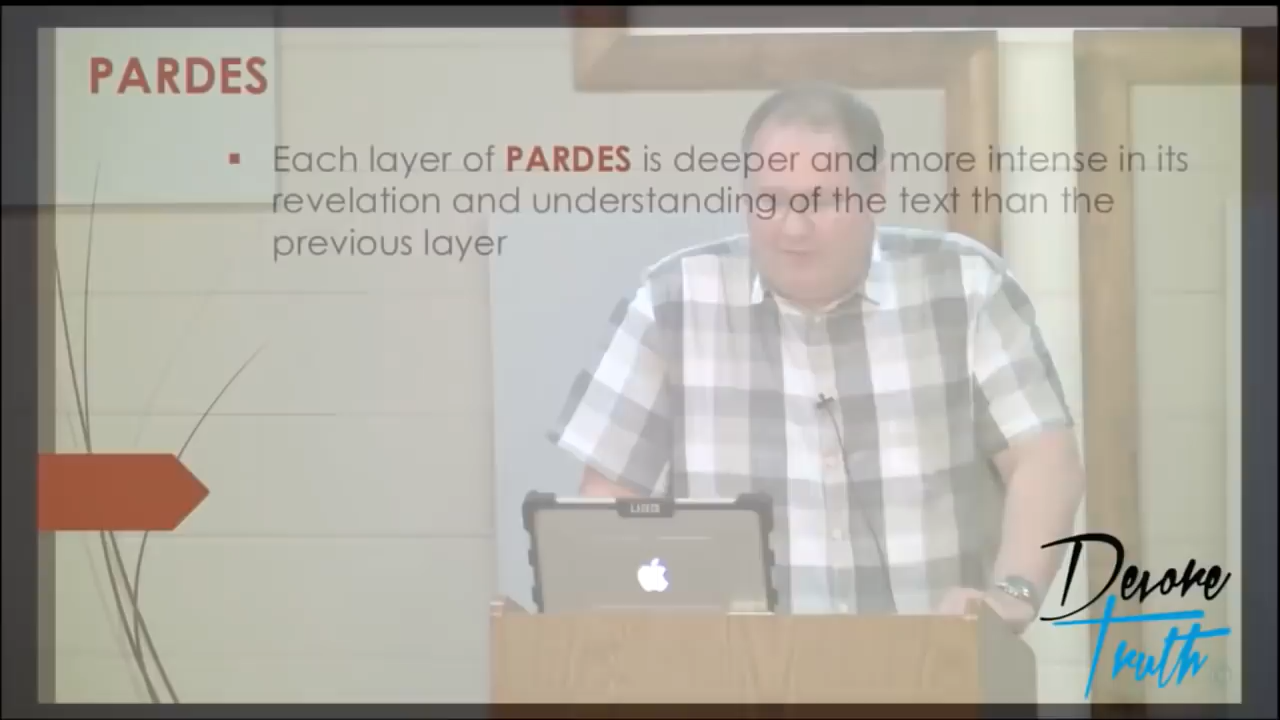 PARDES
▪ Each layer of PARDES is deeper and more intense in its
revelation and understanding of the text than the
previous layer
Devore
Truth